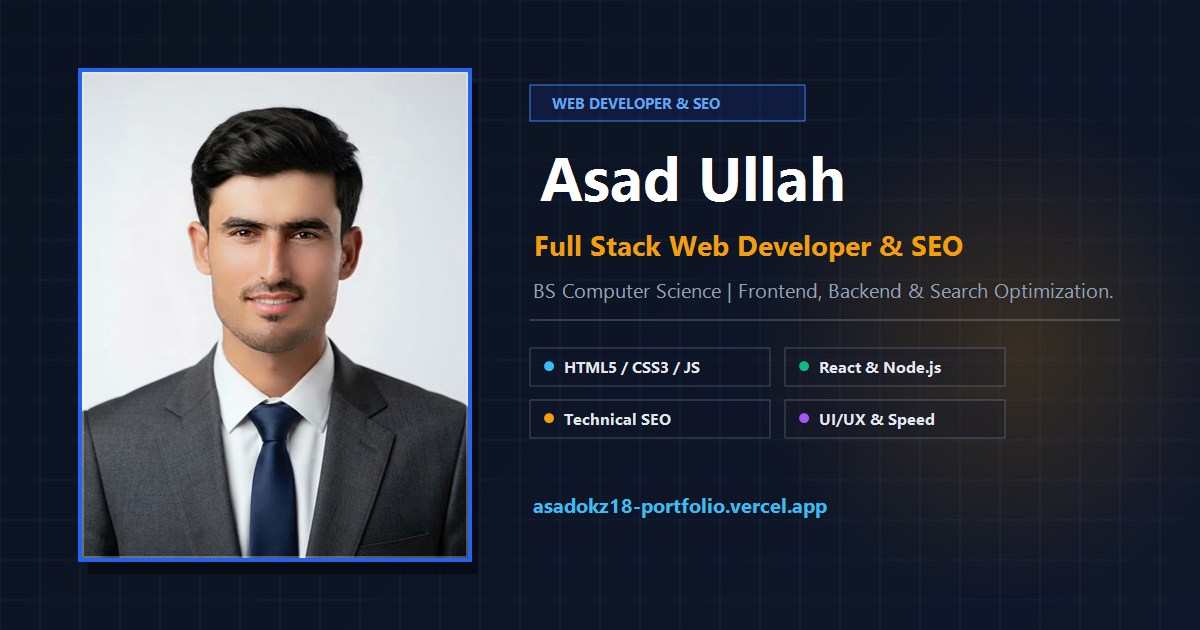 WEB DEVELOPER & SEO
Asad Ullah
Full Stack Web Developer & SEO
BS Computer Science | Frontend, Backend & Search Optimization.
HTML5 / CSS3 / JS
React & Node.js
Technical SEO
UI/UX & Speed
asadokz18-portfolio.vercel.app